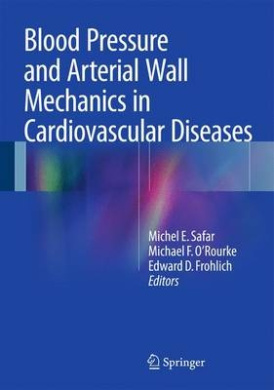 Blood Pressure
and Arterial Wall
Mechanics in
Cardiovascular Diseases
Michel E. Safar
Michael F. O'Rourke
Edward D. Frohlich
Editors
Springer